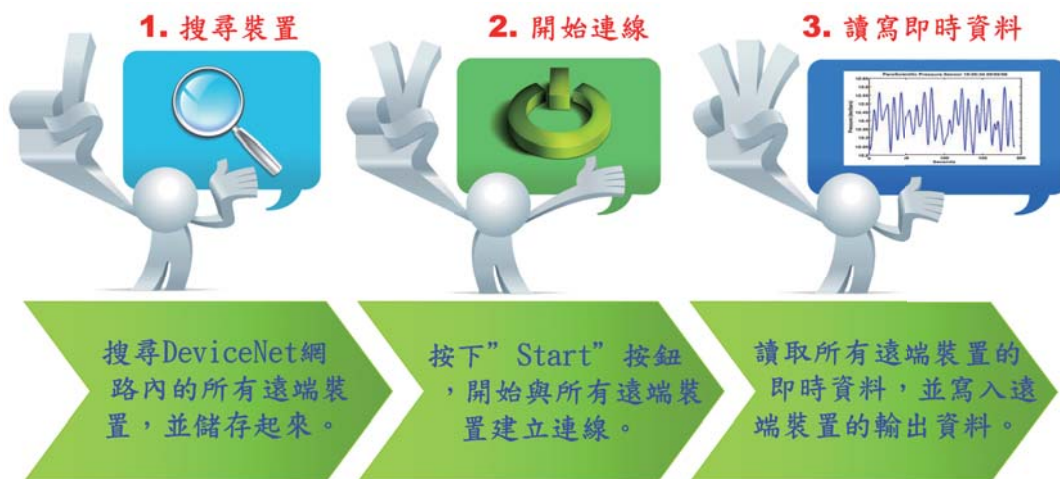 1. 搜尋裝置
2. 開始連線
3. 讀寫即時資料
搜尋DeviceNet網
路內的所有遠端裝
置，並儲存起來。
按下”Start”按鈕
，開始與所有遠端裝
置建立連線。
讀取所有遠端裝置的
即時資料，並寫入遠
端裝置的輸出資料。